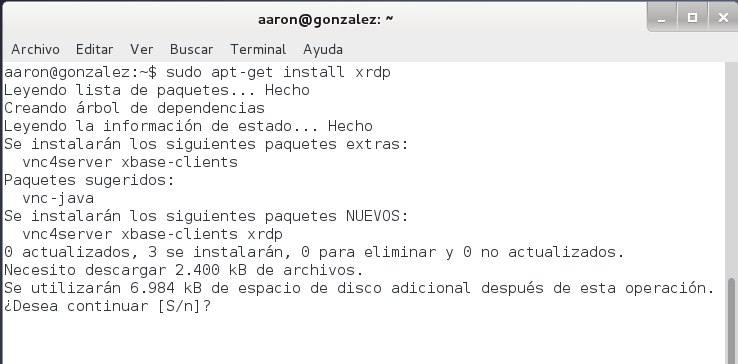 aaron@gonzalez: ~
Archivo Editar Ver Buscar Terminal Ayuda
aaron@gonzalez:~$ sudo apt-get install xrdp
Leyendo lista de paquetes... Hecho
Creando árbol de dependencias
Leyendo la información de estado... Hecho
Se instalarán los siguientes paquetes extras:
  vnc4server xbase-clients
Paquetes sugeridos:
  vnc-java
Se instalarán los siguientes paquetes NUEVOS:
  vnc4server xbase-clients xrdp
0 actualizados, 3 se instalarán, 0 para eliminar y 0 no actualizados.
Necesito descargar 2.400 kB de archivos.
Se utilizarán 6.984 kB de espacio de disco adicional después de esta operación.
¿Desea continuar [S/n]?